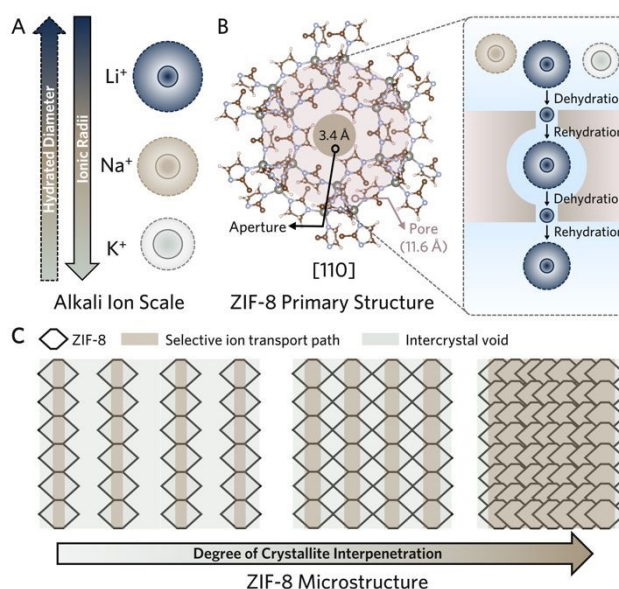 A
Hydrated Diameter
Ionic Radii
Li⁺
Na⁺
K⁺
Alkali Ion Scale
B
3.4 Å
Aperture
Pore
(11.6 Å)
[110]
ZIF-8 Primary Structure
Dehydration
Rehydration
Dehydration
Rehydration
C
ZIF-8
Selective ion transport path
Intercrystal void
Degree of Crystallite Interpenetration
ZIF-8 Microstructure